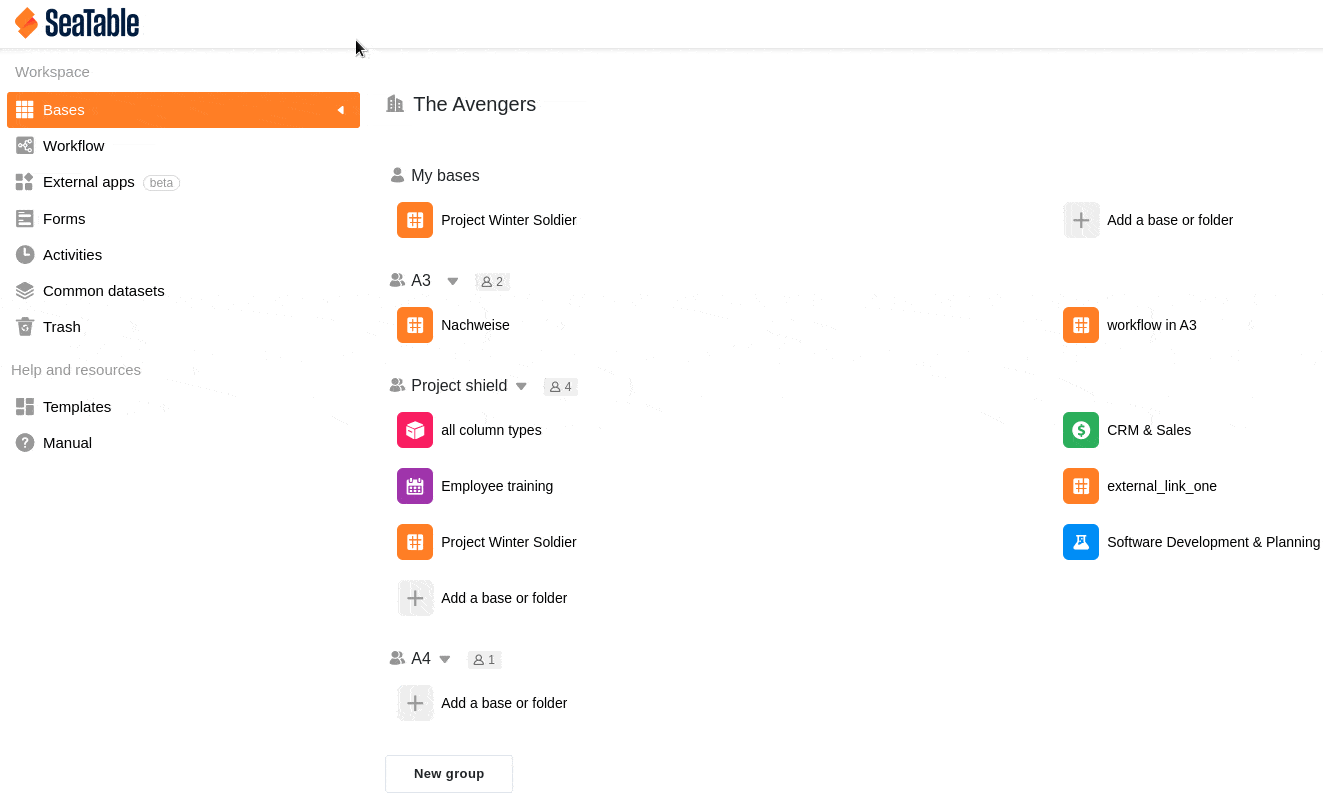 SeaTable
Workspace
Bases
Workflow
External apps beta
Forms
Activities
Common datasets
Trash
Help and resources
Templates
Manual
The Avengers
My bases
Project Winter Soldier
Add a base or folder
A3 2
Nachweise
workflow in A3
Project shield 4
all column types
CRM & Sales
Employee training
external_link_one
Project Winter Soldier
Software Development & Planning
Add a base or folder
A4 1
Add a base or folder
New group